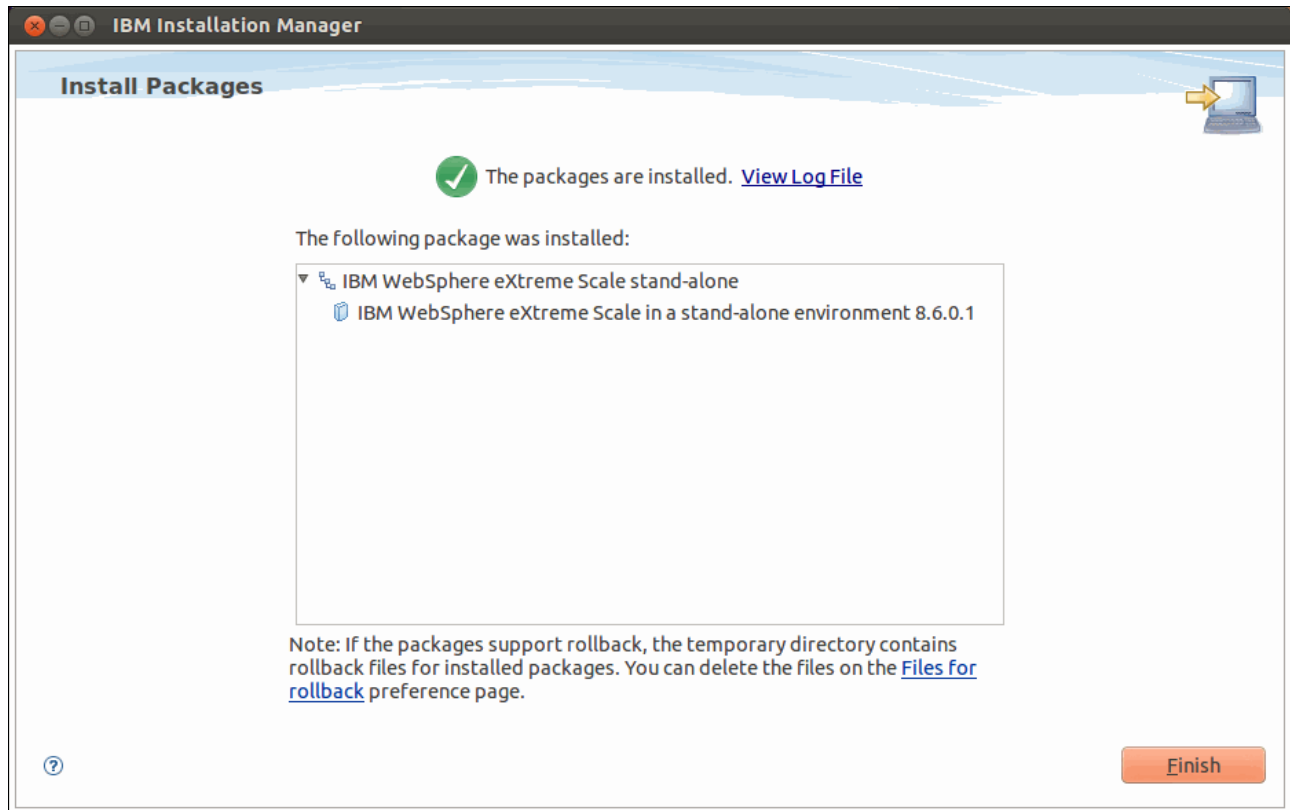 IBM Installation Manager
Install Packages
The packages are installed. View Log File
The following package was installed:
IBM WebSphere eXtreme Scale stand-alone
IBM WebSphere eXtreme Scale in a stand-alone environment 8.6.0.1
Note: If the packages support rollback, the temporary directory contains
rollback files for installed packages. You can delete the files on the Files for
rollback preference page.
?
Finish